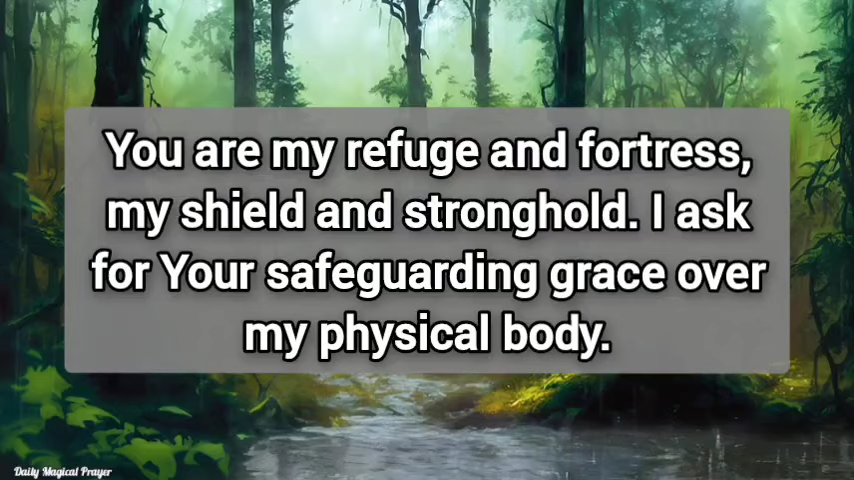 You are my refuge and fortress,
my shield and stronghold. I ask
for Your safeguarding grace over
my physical body.
Daily Magical Prayer